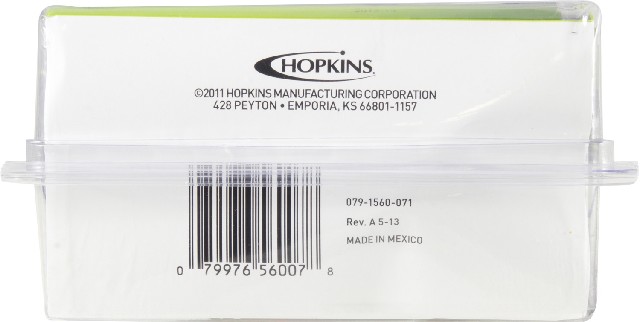 HOPKINS
©2011 HOPKINS MANUFACTURING CORPORATION
428 PEYTON • EMPORIA, KS 66801-1157
079-1560-071
Rev. A 5-13
MADE IN MEXICO
0 79976 56007 8